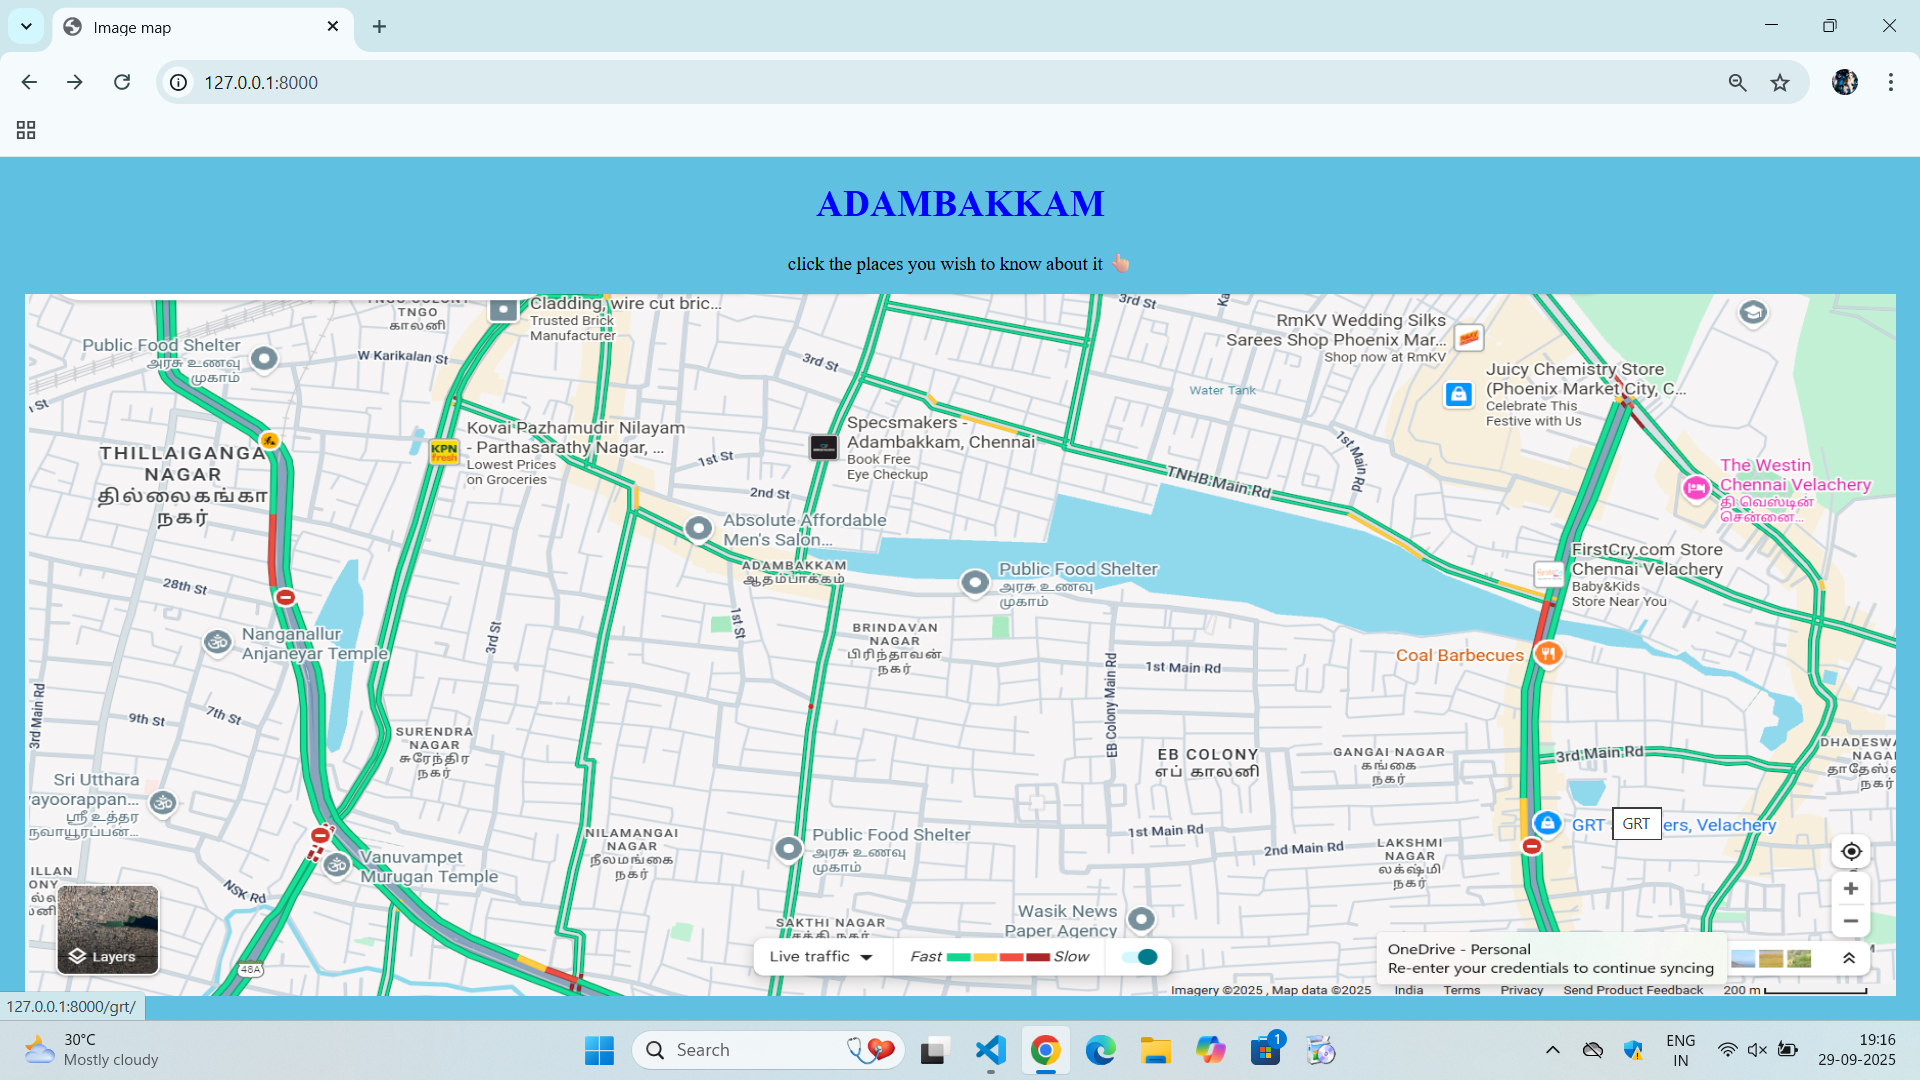 Image map
127.0.0.1:8000
ADAMBAKKAM
click the places you wish to know about it
TNGO COLONY
TNGO
காலனி
Cladding, wire cut bric...
Trusted Brick
Manufacturer
3rd St
RmKV Wedding Silks
Sarees Shop Phoenix Mar...
Shop now at RmKV
Public Food Shelter
அரசு உணவு
முகாம்
W Karikalan St
3rd St
Water Tank
Juicy Chemistry Store
(Phoenix Market City, C...
Celebrate This
Festive with Us
Kovai Pazhamudir Nilayam
- Parthasarathy Nagar, ...
Lowest Prices
on Groceries
KPN
fresh
Specsmakers -
Adambakkam, Chennai
Book Free
Eye Checkup
1st St
1st Main Rd
THILLAIGANGA
NAGAR
தில்லைகங்கா
நகர்
2nd St
TNHB Main Rd
The Westin
Chennai Velachery
தி வெஸ்டின்
சென்னை...
Absolute Affordable
Men's Salon...
ADAMBAKKAM
ஆதம்பாக்கம்
Public Food Shelter
அரசு உணவு
முகாம்
FirstCry.com Store
Chennai Velachery
Baby&Kids
Store Near You
28th St
1st St
3rd St
Nanganallur
Anjaneyar Temple
BRINDAVAN
NAGAR
பிரிந்தாவன்
நகர்
EB Colony Main Rd
1st Main Rd
Coal Barbecues
3rd Main Rd
9th St
7th St
SURENDRA
NAGAR
சுரேந்திர
நகர்
EB COLONY
எப் காலனி
GANGAI NAGAR
கங்கை
நகர்
3rd Main Rd
DHADESWA
NAGA
தாதேஸ்
நகர்
Sri Utthara
vayoorappan...
ஸ்ரீ உத்தர
ருவாயூரப்பன்...
NILAMANGAI
NAGAR
நீலமங்கை
நகர்
Public Food Shelter
அரசு உணவு
முகாம்
1st Main Rd
2nd Main Rd
LAKSHMI
NAGAR
லக்ஷ்மி
நகர்
GRT
GRT
ers, Velachery
Vanuvampet
Murugan Temple
NSK Rd
48A
SAKTHI NAGAR
சக்தி நகர்
Wasik News
Paper Agency
Layers
Live traffic
Fast
Slow
OneDrive - Personal
Re-enter your credentials to continue syncing
Imagery ©2025 , Map data ©2025 India Terms Privacy Send Product Feedback 200 m
127.0.0.1:8000/grt/
30°C
Mostly cloudy
Search
1
ENG
IN
19:16
29-09-2025